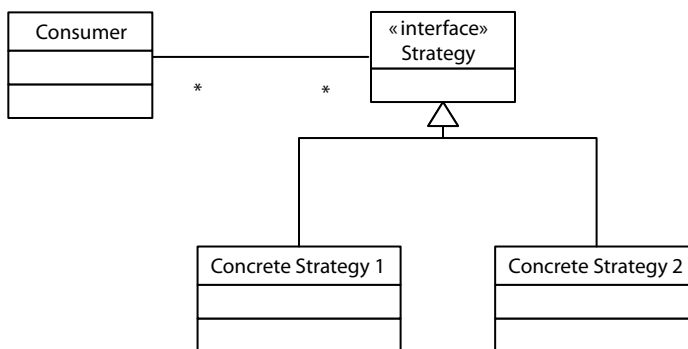 Consumer
«interface»
Strategy
*
*
Concrete Strategy 1
Concrete Strategy 2